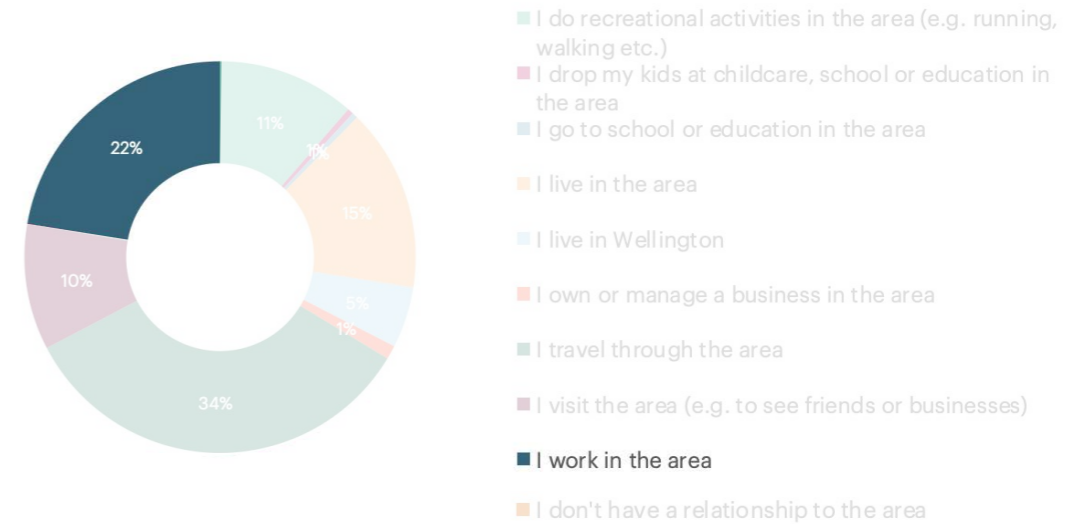 I do recreational activities in the area (e.g. running,
walking etc.)
I drop my kids at childcare, school or education in
the area
I go to school or education in the area
I live in the area
I live in Wellington
I own or manage a business in the area
I travel through the area
I visit the area (e.g. to see friends or businesses)
I work in the area
I don't have a relationship to the area
11%
1%
1%
15%
5%
1%
34%
10%
22%